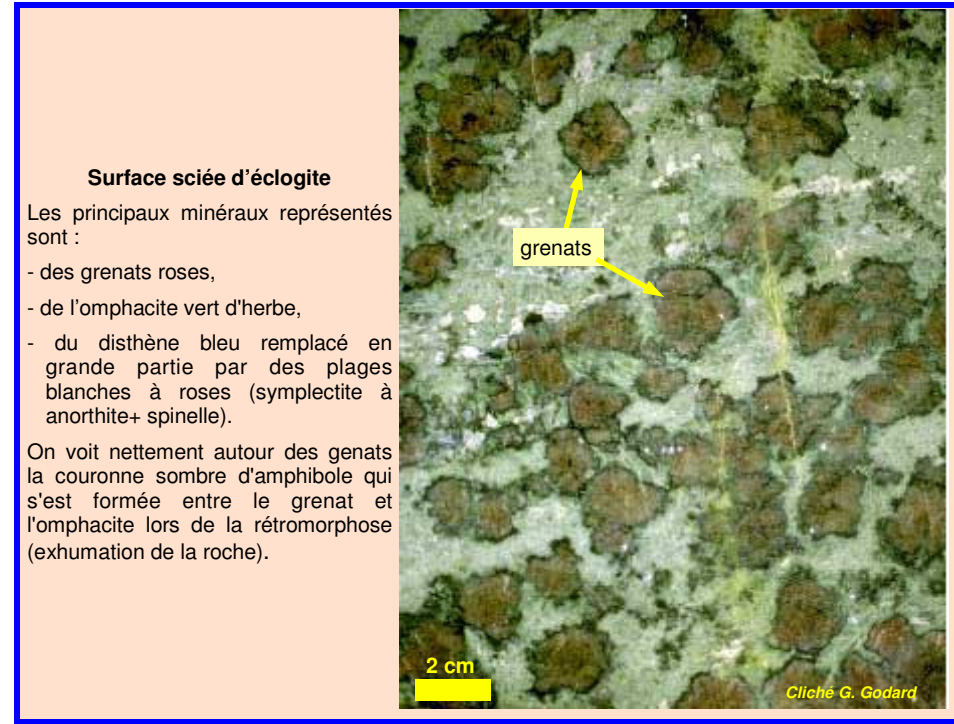 Surface sciée d'éclogite
Les principaux minéraux représentés
sont :
- des grenats roses,
- de l'omphacite vert d'herbe,
- du disthène bleu remplacé en
grande partie par des plages
blanches à roses (symplectite à
anorthite+ spinelle).
On voit nettement autour des genats
la couronne sombre d'amphibole qui
s'est formée entre le grenat et
l'omphacite lors de la rétromorphose
(exhumation de la roche).
grenats
2 cm
Cliché G. Godard